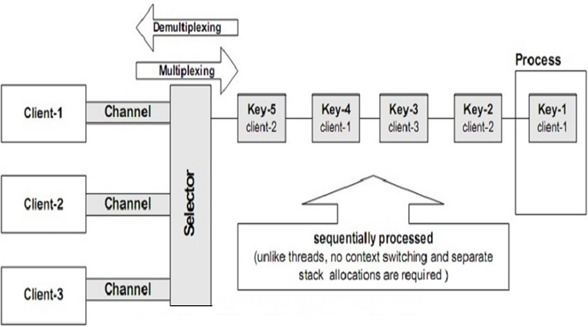 Demultiplexing
Multiplexing
Process
Client-1
Channel
Key-5
client-2
Key-4
client-1
Key-3
client-3
Key-2
client-2
Key-1
client-1
Client-2
Channel
Selector
Client-3
Channel
sequentially processed
(unlike threads, no context switching and separate
stack allocations are required )